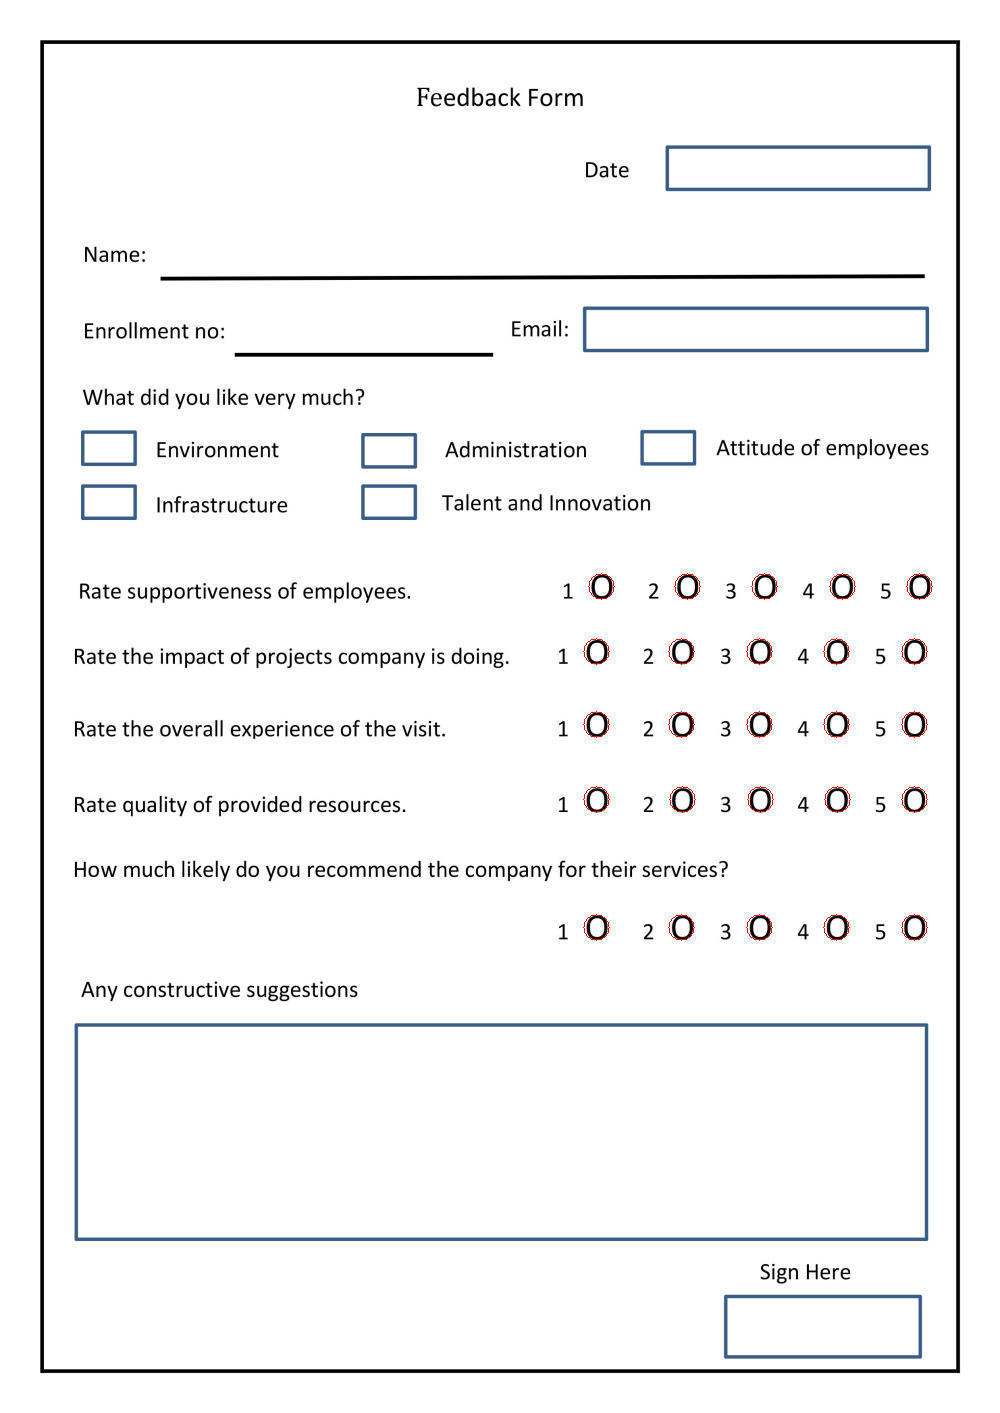 Feedback Form
Date
Name:
Enrollment no: Email:
What did you like very much?
Environment Administration Attitude of employees
Infrastructure Talent and Innovation
Rate supportiveness of employees. 1 O 2 O 3 O 4 O 5 O
Rate the impact of projects company is doing. 1 O 2 O 3 O 4 O 5 O
Rate the overall experience of the visit. 1 O 2 O 3 O 4 O 5 O
Rate quality of provided resources. 1 O 2 O 3 O 4 O 5 O
How much likely do you recommend the company for their services?
1 O 2 O 3 O 4 O 5 O
Any constructive suggestions
Sign Here